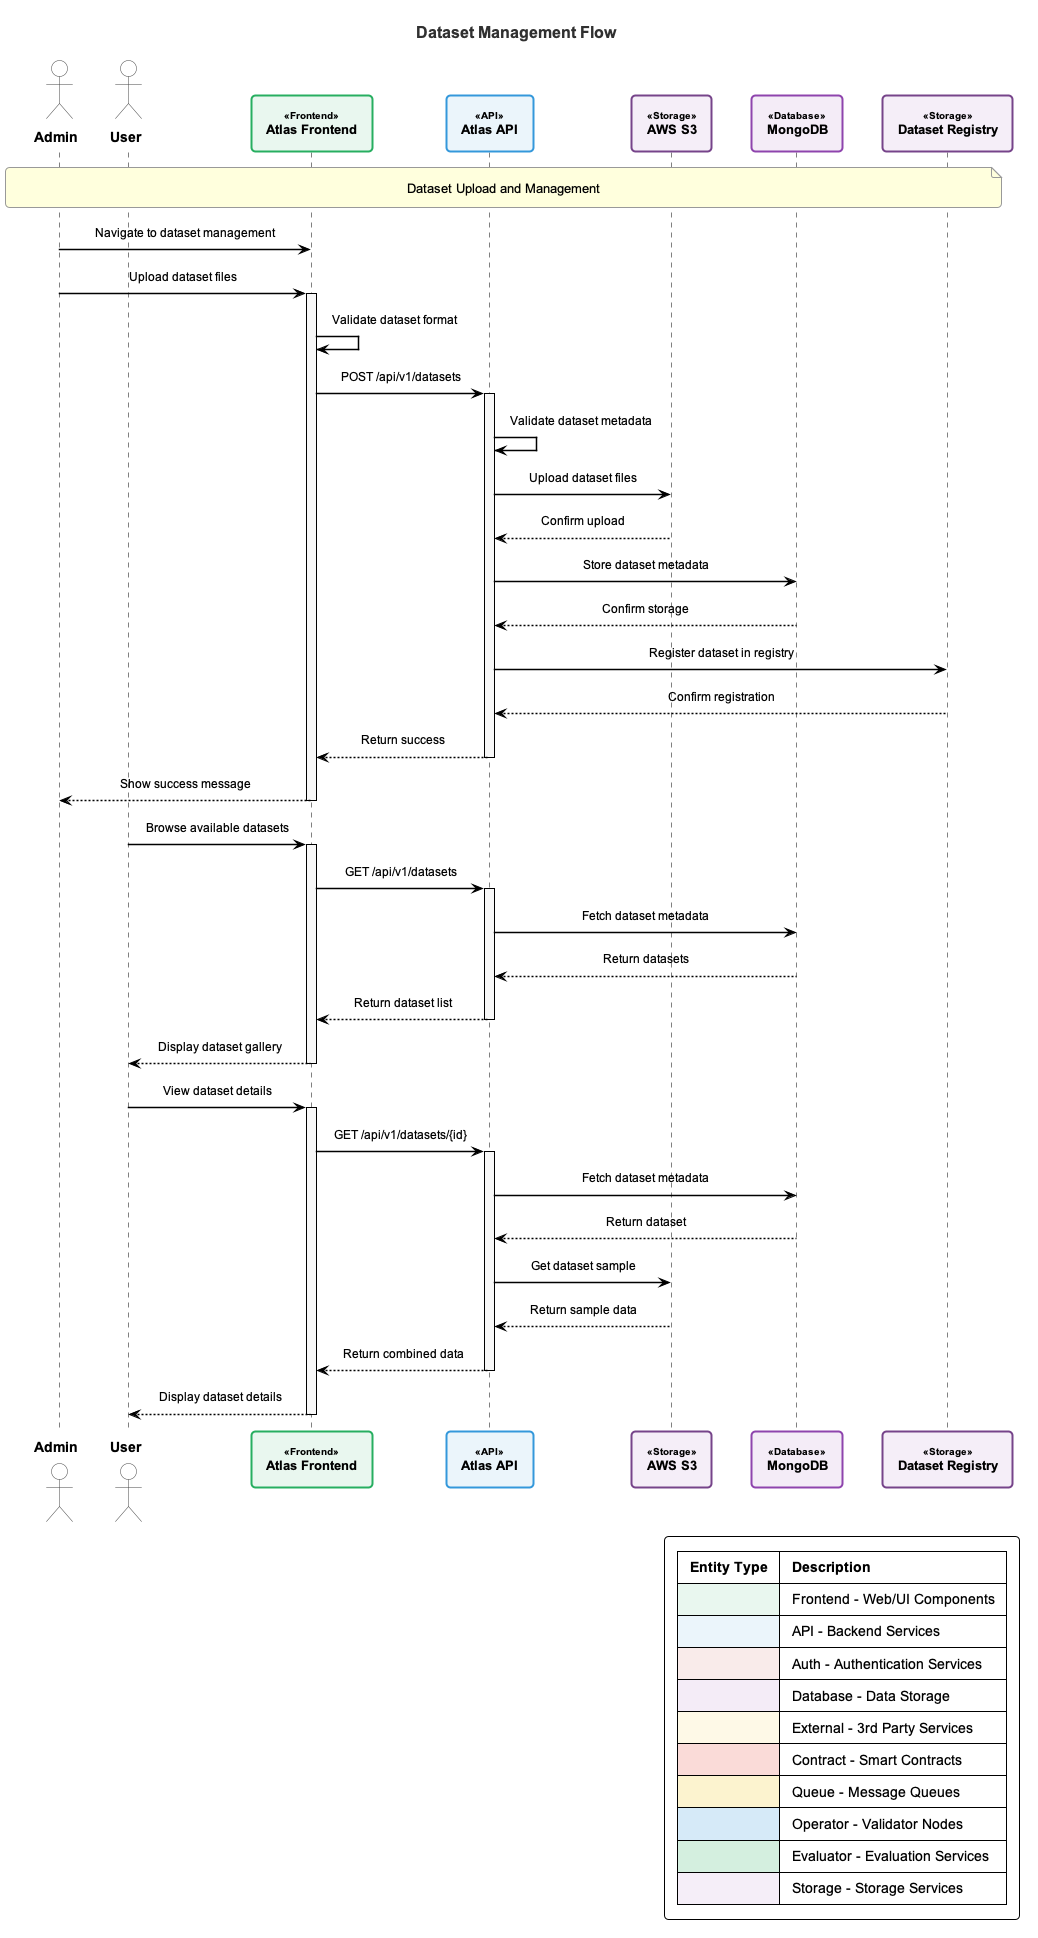 Dataset Management Flow
Admin
User
«Frontend»
Atlas Frontend
«API»
Atlas API
«Storage»
AWS S3
«Database»
MongoDB
«Storage»
Dataset Registry
Dataset Upload and Management
Navigate to dataset management
Upload dataset files
Validate dataset format
POST /api/v1/datasets
Validate dataset metadata
Upload dataset files
Confirm upload
Store dataset metadata
Confirm storage
Register dataset in registry
Confirm registration
Return success
Show success message
Browse available datasets
GET /api/v1/datasets
Fetch dataset metadata
Return datasets
Return dataset list
Display dataset gallery
View dataset details
GET /api/v1/datasets/{id}
Fetch dataset metadata
Return dataset
Get dataset sample
Return sample data
Return combined data
Display dataset details
Admin
User
«Frontend»
Atlas Frontend
«API»
Atlas API
«Storage»
AWS S3
«Database»
MongoDB
«Storage»
Dataset Registry
Entity Type Description
Frontend - Web/UI Components
API - Backend Services
Auth - Authentication Services
Database - Data Storage
External - 3rd Party Services
Contract - Smart Contracts
Queue - Message Queues
Operator - Validator Nodes
Evaluator - Evaluation Services
Storage - Storage Services